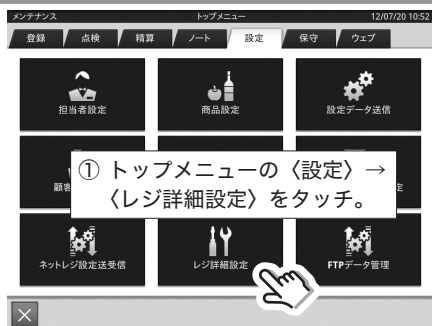 メンテナンス トップメニュー 12/07/20 10:52
登録 点検 精算 ノート 設定 保守 ウェブ
担当者設定 商品設定 設定データ送信
① トップメニューの〈設定〉→
〈レジ詳細設定〉をタッチ。
顧客
定
ネットレジ設定送受信 レジ詳細設定 FTPデータ管理